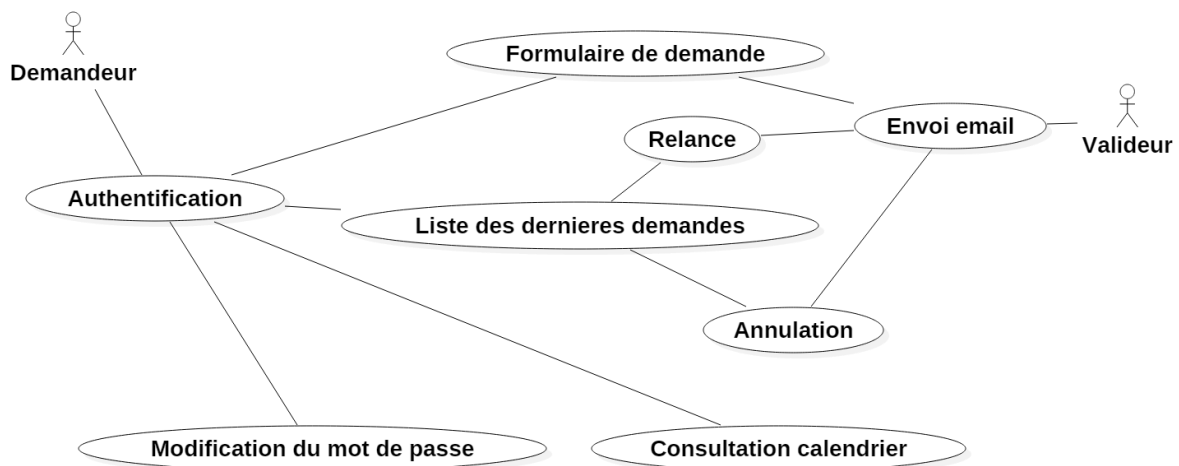 Demandeur
Formulaire de demande
Relance
Envoi email
Valideur
Authentification
Liste des dernieres demandes
Annulation
Modification du mot de passe
Consultation calendrier